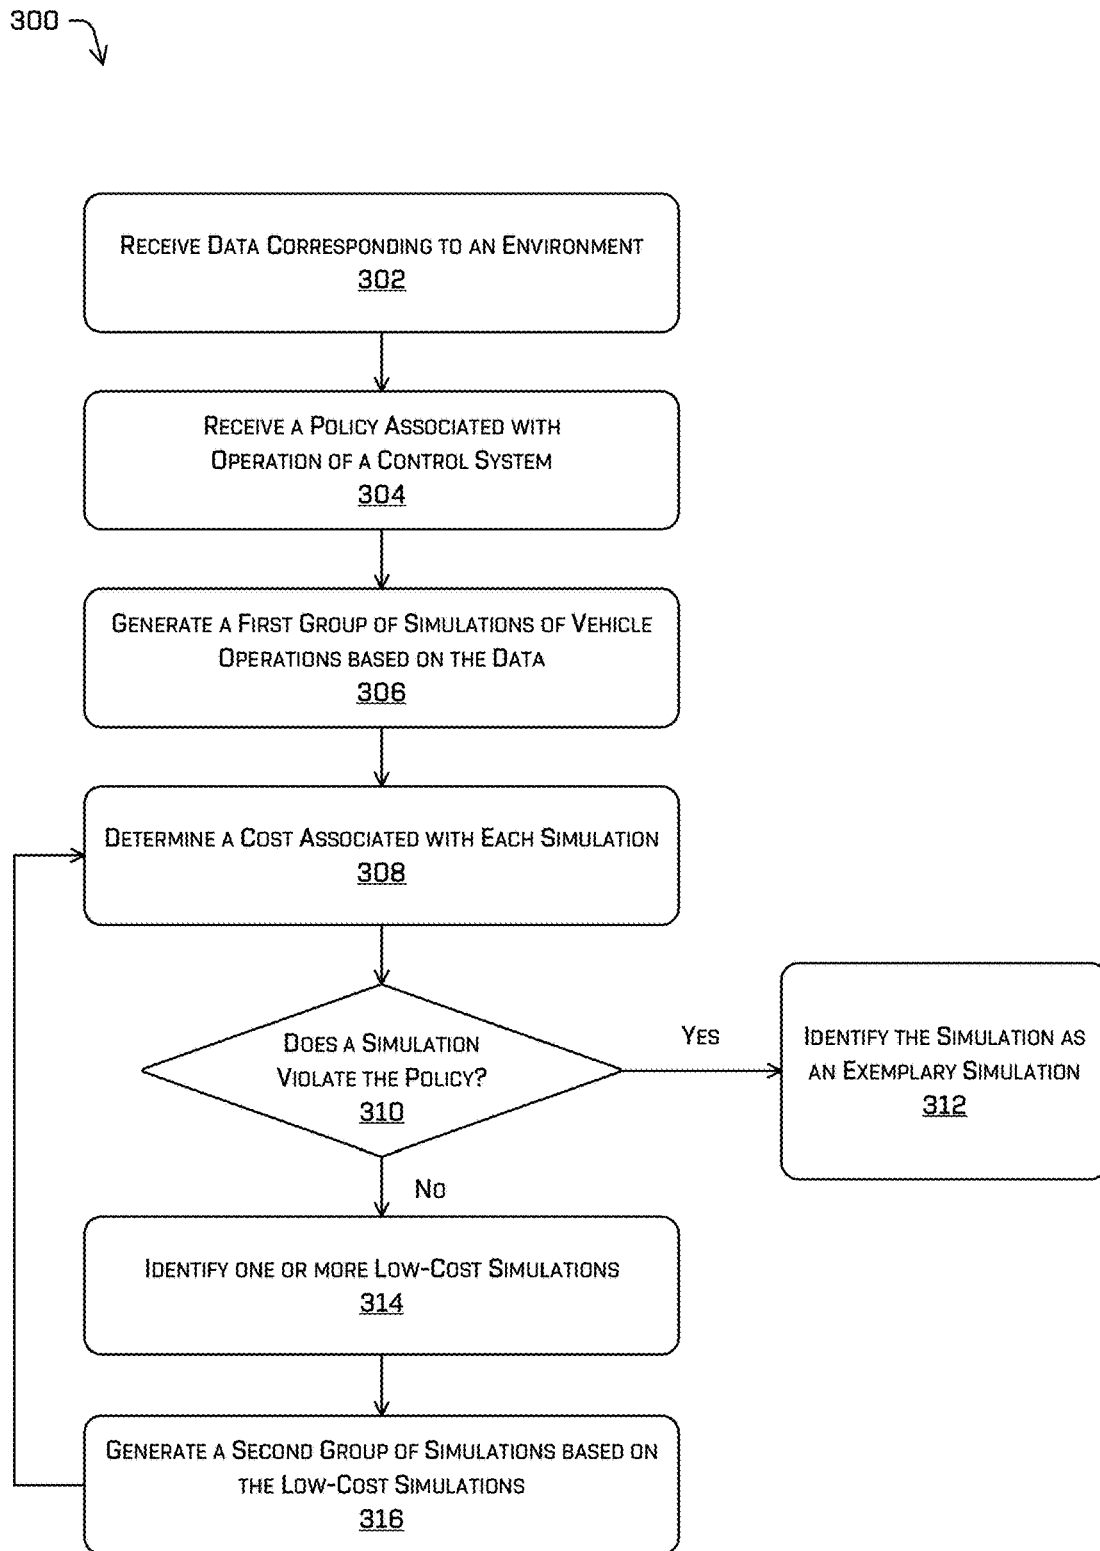 300
Receive Data Corresponding to an Environment
302
Receive a Policy Associated with
Operation of a Control System
304
Generate a First Group of Simulations of Vehicle
Operations based on the Data
306
Determine a Cost Associated with Each Simulation
308
Does a Simulation
Violate the Policy?
310
Yes
Identify the Simulation as
an Exemplary Simulation
312
No
Identify one or more Low-Cost Simulations
314
Generate a Second Group of Simulations based on
the Low-Cost Simulations
316